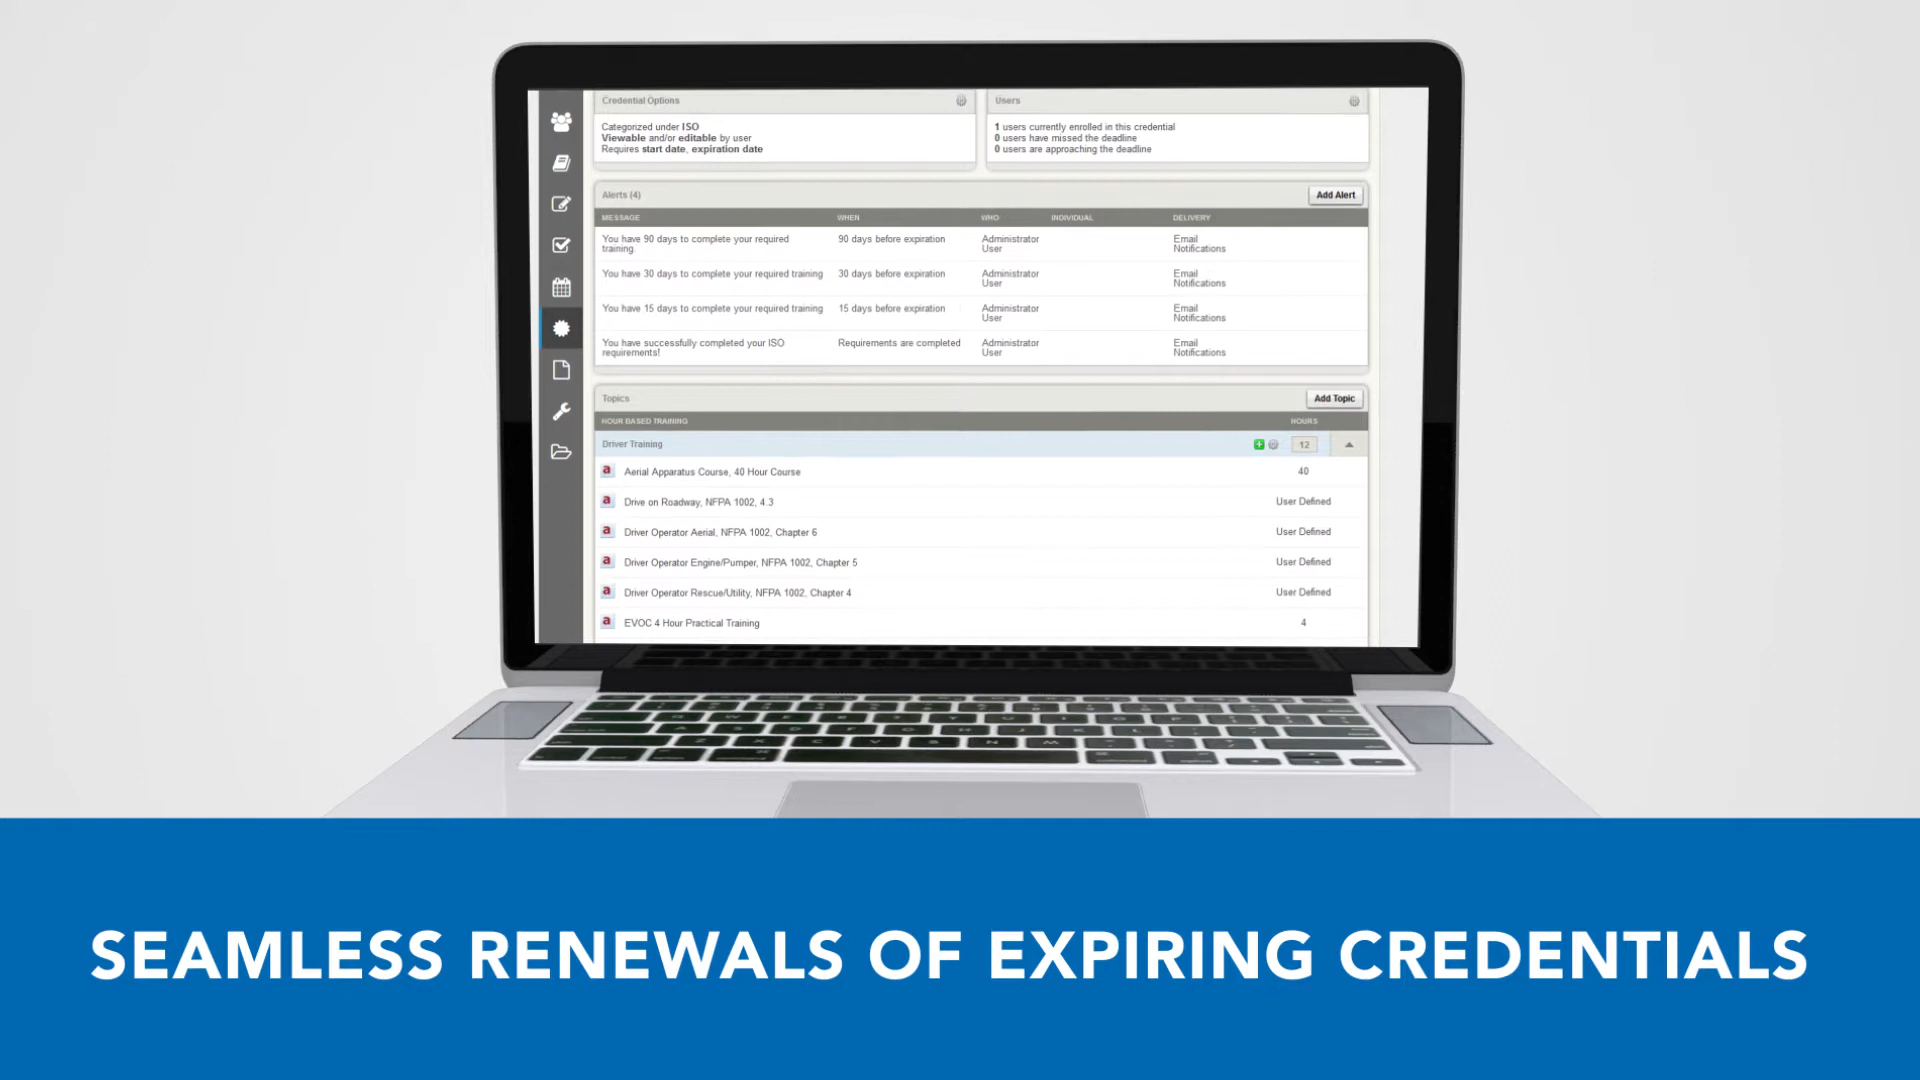 Credential Options
Categorized under ISO
Viewable and/or editable by user
Requires start date, expiration date
Users
1 users currently enrolled in this credential
0 users have missed the deadline
0 users are approaching the deadline
Alerts (4)
Add Alert
MESSAGE WHEN WHO INDIVIDUAL DELIVERY
You have 90 days to complete your required training.
90 days before expiration
Administrator
User
Email
Notifications
You have 30 days to complete your required training
30 days before expiration
Administrator
User
Email
Notifications
You have 15 days to complete your required training
15 days before expiration
Administrator
User
Email
Notifications
You have successfully completed your ISO
requirements!
Requirements are completed
Administrator
User
Email
Notifications
Topics
Add Topic
HOUR BASED TRAINING HOURS
Driver Training 12
a Aerial Apparatus Course, 40 Hour Course 40
a Drive on Roadway, NFPA 1002, 4.3 User Defined
a Driver Operator Aerial, NFPA 1002, Chapter 6 User Defined
a Driver Operator Engine/Pumper, NFPA 1002, Chapter 5 User Defined
a Driver Operator Rescue/Utility, NFPA 1002, Chapter 4 User Defined
a EVOC 4 Hour Practical Training 4
SEAMLESS RENEWALS OF EXPIRING CREDENTIALS